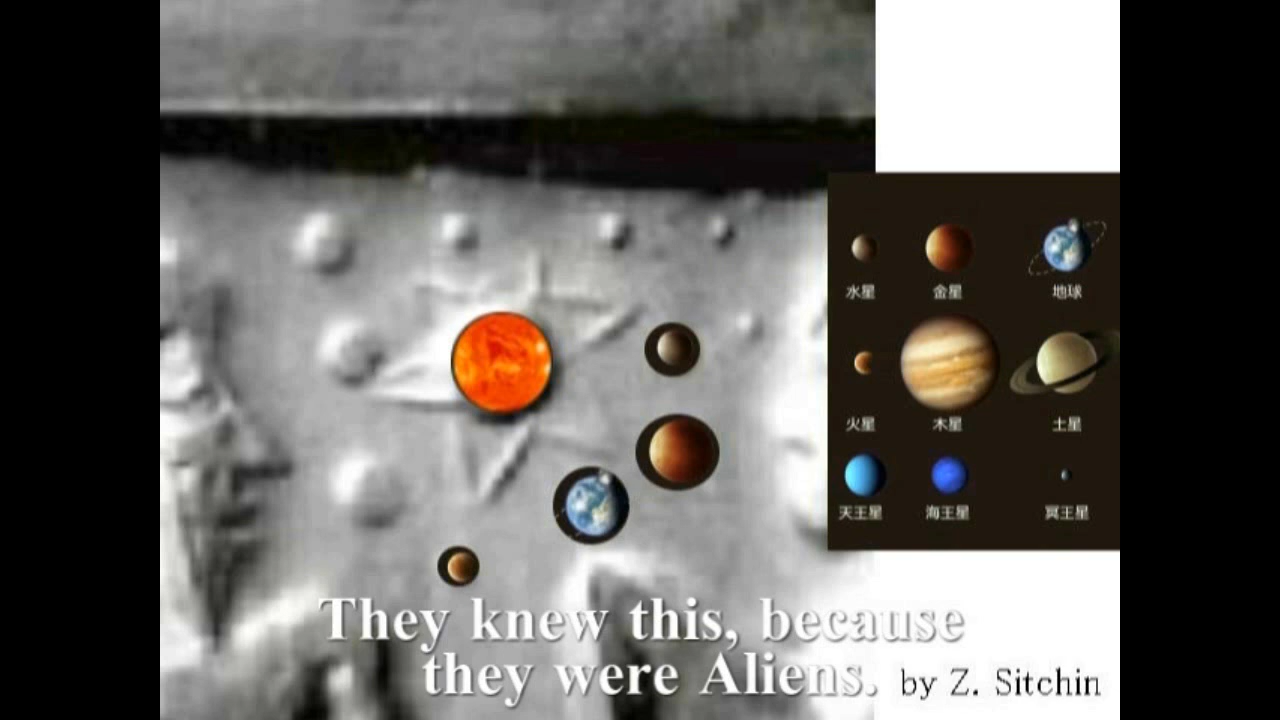 水星 金星 地球
火星 木星 土星
天王星 海王星 冥王星
They knew this, because
they were Aliens. by Z. Sitchin